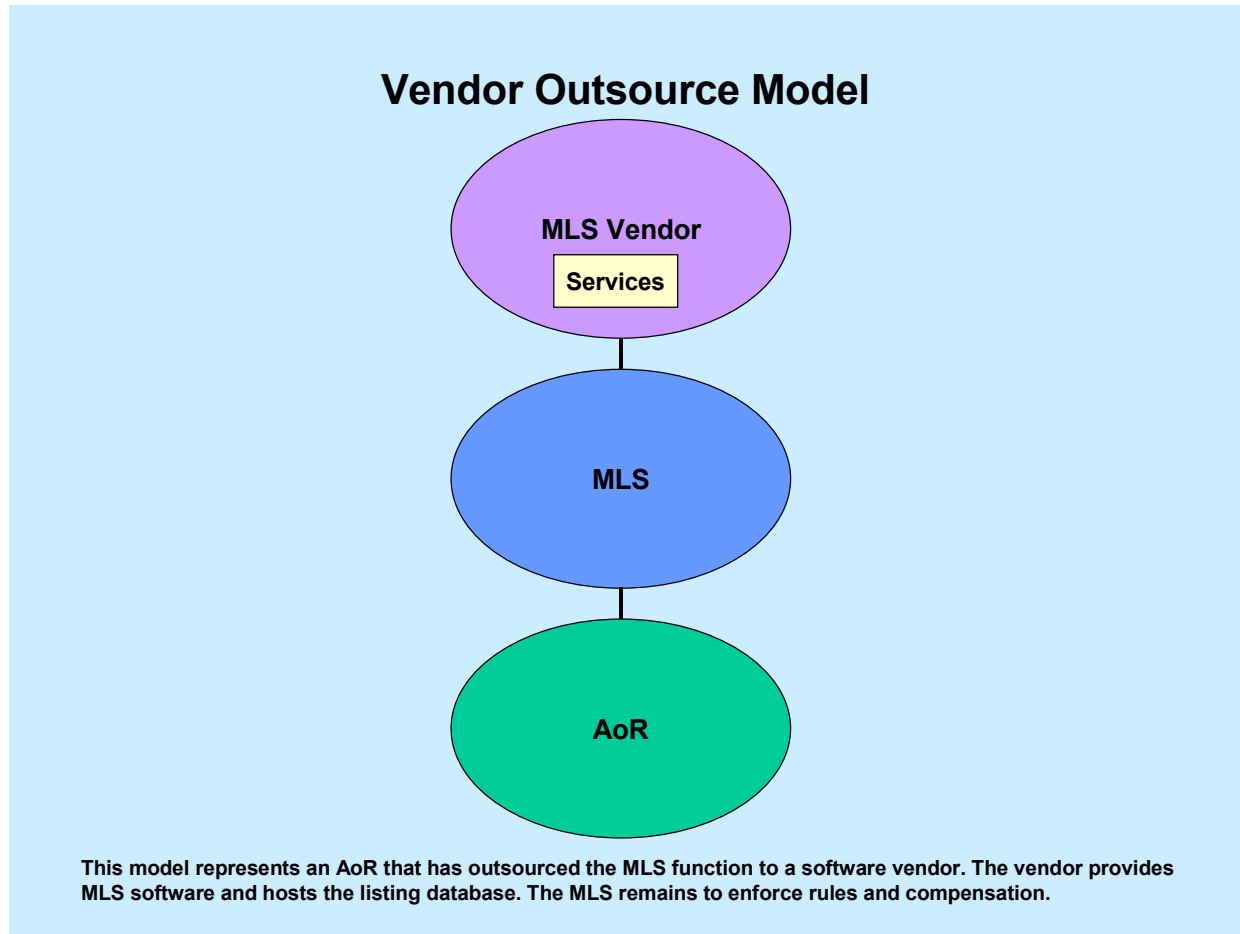 Vendor Outsource Model
MLS Vendor
Services
MLS
AoR
This model represents an AoR that has outsourced the MLS function to a software vendor. The vendor provides
MLS software and hosts the listing database. The MLS remains to enforce rules and compensation.